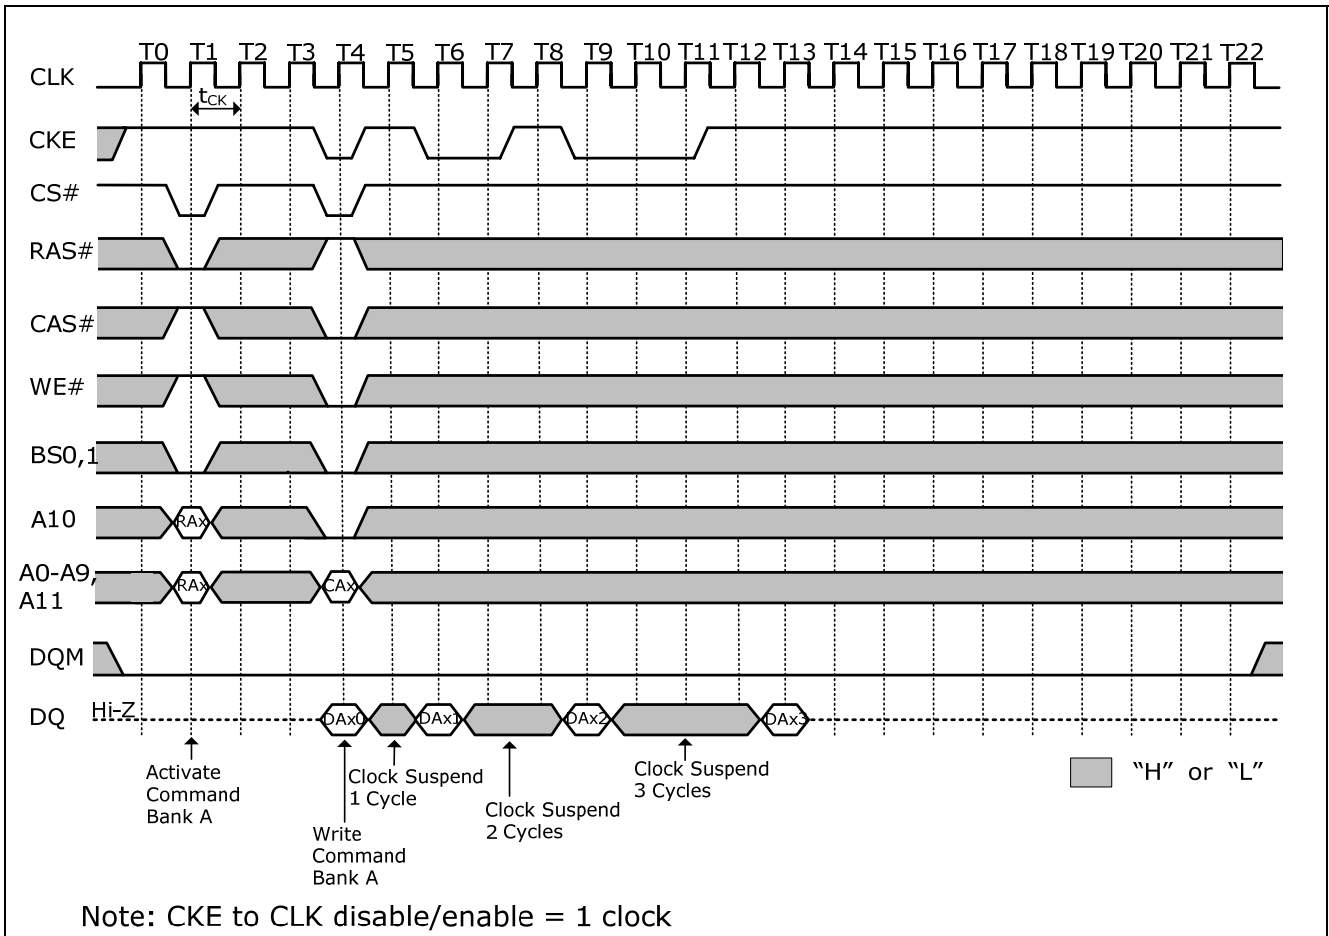 T0 T1 T2 T3 T4 T5 T6 T7 T8 T9 T10 T11 T12 T13 T14 T15 T16 T17 T18 T19 T20 T21 T22
CLK
tCK
CKE
CS#
RAS#
CAS#
WE#
BS0,1
A10
RAx
A0-A9,
A11
RAx
CAx
DQM
DQ
Hi-Z
DAx0
DAx1
DAx2
DAx3
Activate
Command
Bank A
Write
Command
Bank A
Clock Suspend
1 Cycle
Clock Suspend
2 Cycles
Clock Suspend
3 Cycles
"H" or "L"
Note: CKE to CLK disable/enable = 1 clock